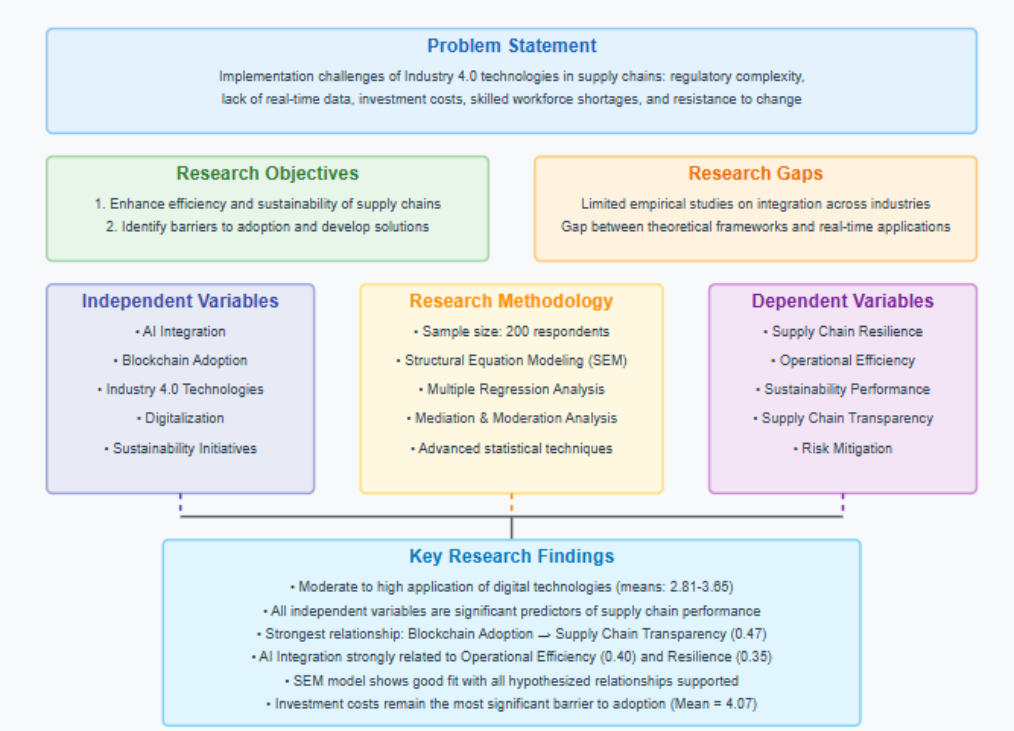 Problem Statement
Implementation challenges of Industry 4.0 technologies in supply chains: regulatory complexity,
lack of real-time data, investment costs, skilled workforce shortages, and resistance to change
Research Objectives
1. Enhance efficiency and sustainability of supply chains
2. Identify barriers to adoption and develop solutions
Research Gaps
Limited empirical studies on integration across industries
Gap between theoretical frameworks and real-time applications
Independent Variables
• AI Integration
• Blockchain Adoption
• Industry 4.0 Technologies
• Digitalization
• Sustainability Initiatives
Research Methodology
• Sample size: 200 respondents
• Structural Equation Modeling (SEM)
• Multiple Regression Analysis
• Mediation & Moderation Analysis
• Advanced statistical techniques
Dependent Variables
• Supply Chain Resilience
• Operational Efficiency
• Sustainability Performance
• Supply Chain Transparency
• Risk Mitigation
Key Research Findings
• Moderate to high application of digital technologies (means: 2.81-3.65)
• All independent variables are significant predictors of supply chain performance
• Strongest relationship: Blockchain Adoption → Supply Chain Transparency (0.47)
• AI Integration strongly related to Operational Efficiency (0.40) and Resilience (0.35)
• SEM model shows good fit with all hypothesized relationships supported
• Investment costs remain the most significant barrier to adoption (Mean = 4.07)